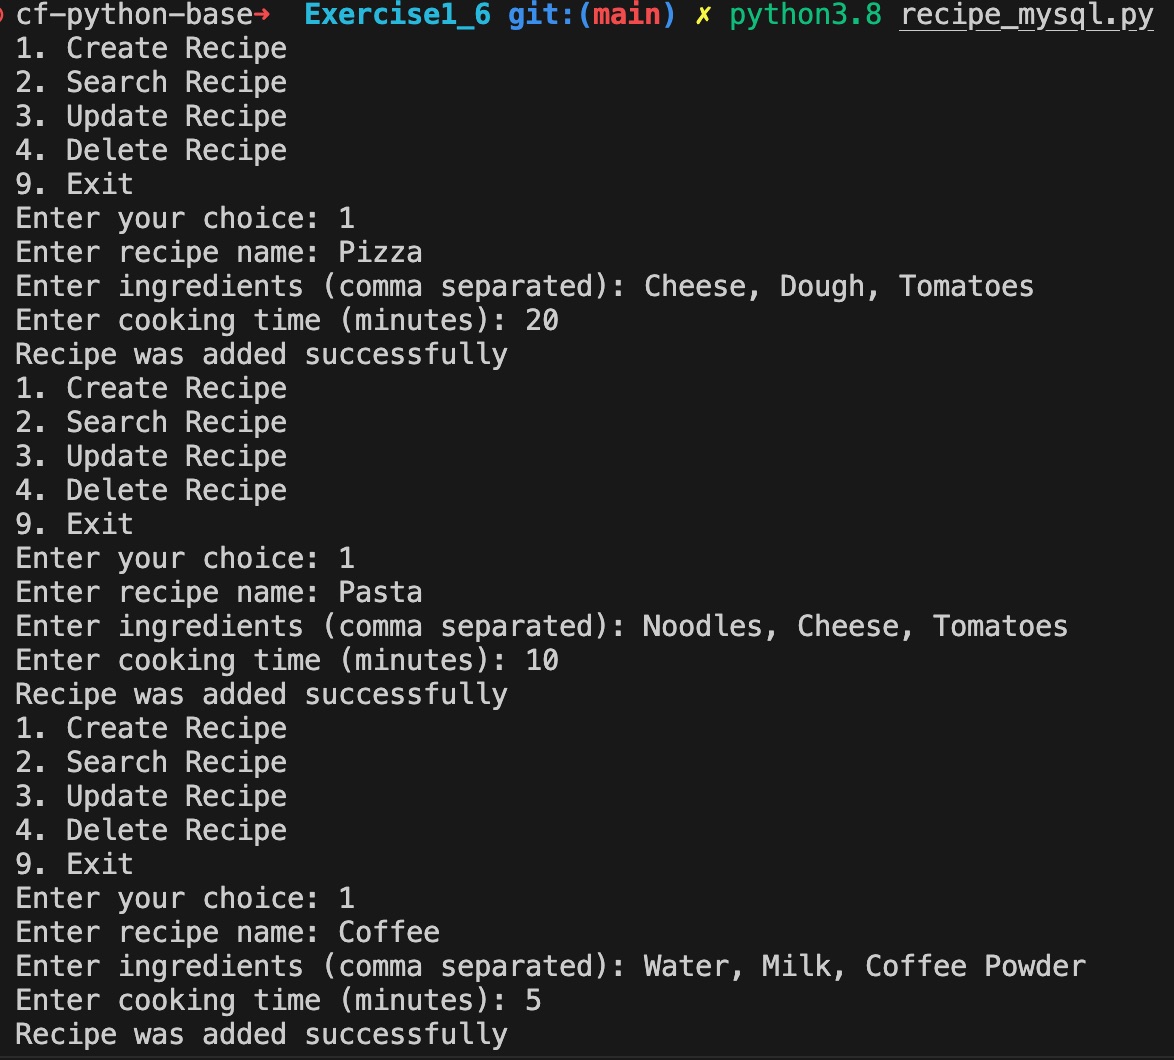 cf-python-base➜  Exercise1_6 git:(main) ✗ python3.8 recipe_mysql.py
1. Create Recipe
2. Search Recipe
3. Update Recipe
4. Delete Recipe
9. Exit
Enter your choice: 1
Enter recipe name: Pizza
Enter ingredients (comma separated): Cheese, Dough, Tomatoes
Enter cooking time (minutes): 20
Recipe was added successfully
1. Create Recipe
2. Search Recipe
3. Update Recipe
4. Delete Recipe
9. Exit
Enter your choice: 1
Enter recipe name: Pasta
Enter ingredients (comma separated): Noodles, Cheese, Tomatoes
Enter cooking time (minutes): 10
Recipe was added successfully
1. Create Recipe
2. Search Recipe
3. Update Recipe
4. Delete Recipe
9. Exit
Enter your choice: 1
Enter recipe name: Coffee
Enter ingredients (comma separated): Water, Milk, Coffee Powder
Enter cooking time (minutes): 5
Recipe was added successfully